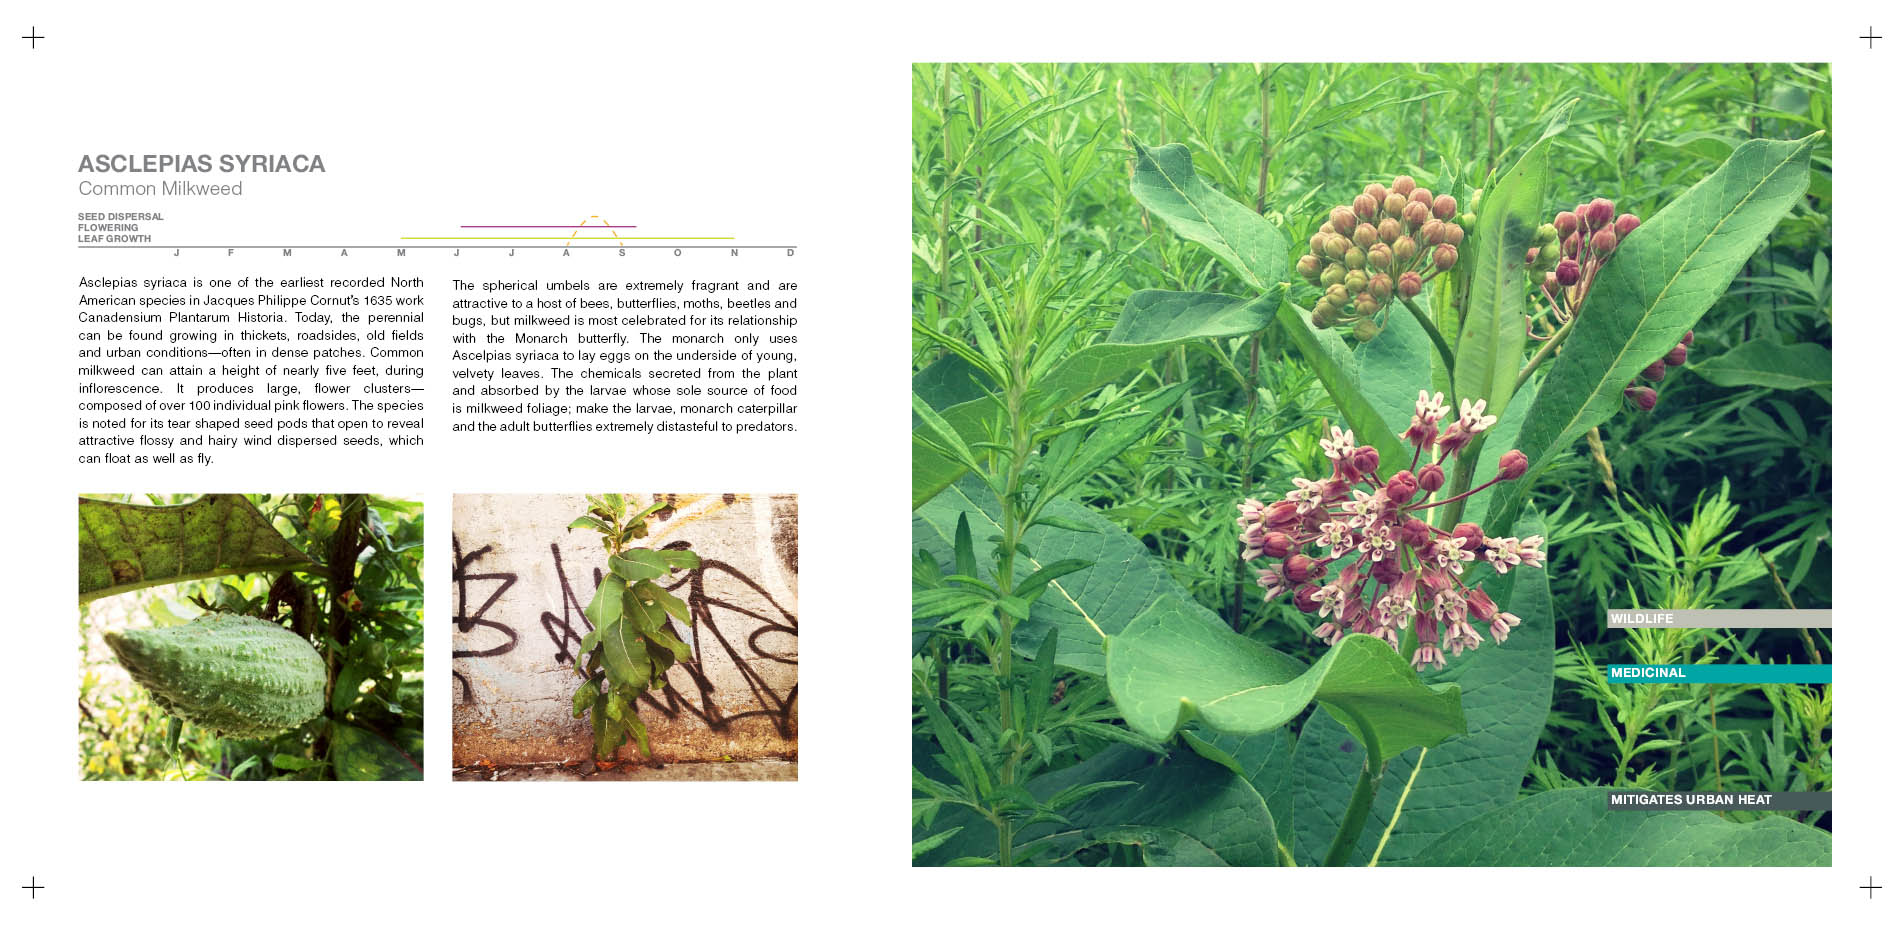 ASCLEPIAS SYRIACA
Common Milkweed
SEED DISPERSAL
FLOWERING
LEAF GROWTH
J F M A M J J A S O N D
Asclepias syriaca is one of the earliest recorded North
American species in Jacques Philippe Cornut's 1635 work
Canadensium Plantarum Historia. Today, the perennial
can be found growing in thickets, roadsides, old fields
and urban conditions—often in dense patches. Common
milkweed can attain a height of nearly five feet, during
inflorescence. It produces large, flower clusters—
composed of over 100 individual pink flowers. The species
is noted for its tear shaped seed pods that open to reveal
attractive flossy and hairy wind dispersed seeds, which
can float as well as fly.
The spherical umbels are extremely fragrant and are
attractive to a host of bees, butterflies, moths, beetles and
bugs, but milkweed is most celebrated for its relationship
with the Monarch butterfly. The monarch only uses
Ascelpias syriaca to lay eggs on the underside of young,
velvety leaves. The chemicals secreted from the plant
and absorbed by the larvae whose sole source of food
is milkweed foliage; make the larvae, monarch caterpillar
and the adult butterflies extremely distasteful to predators.
WILDLIFE
MEDICINAL
MITIGATES URBAN HEAT